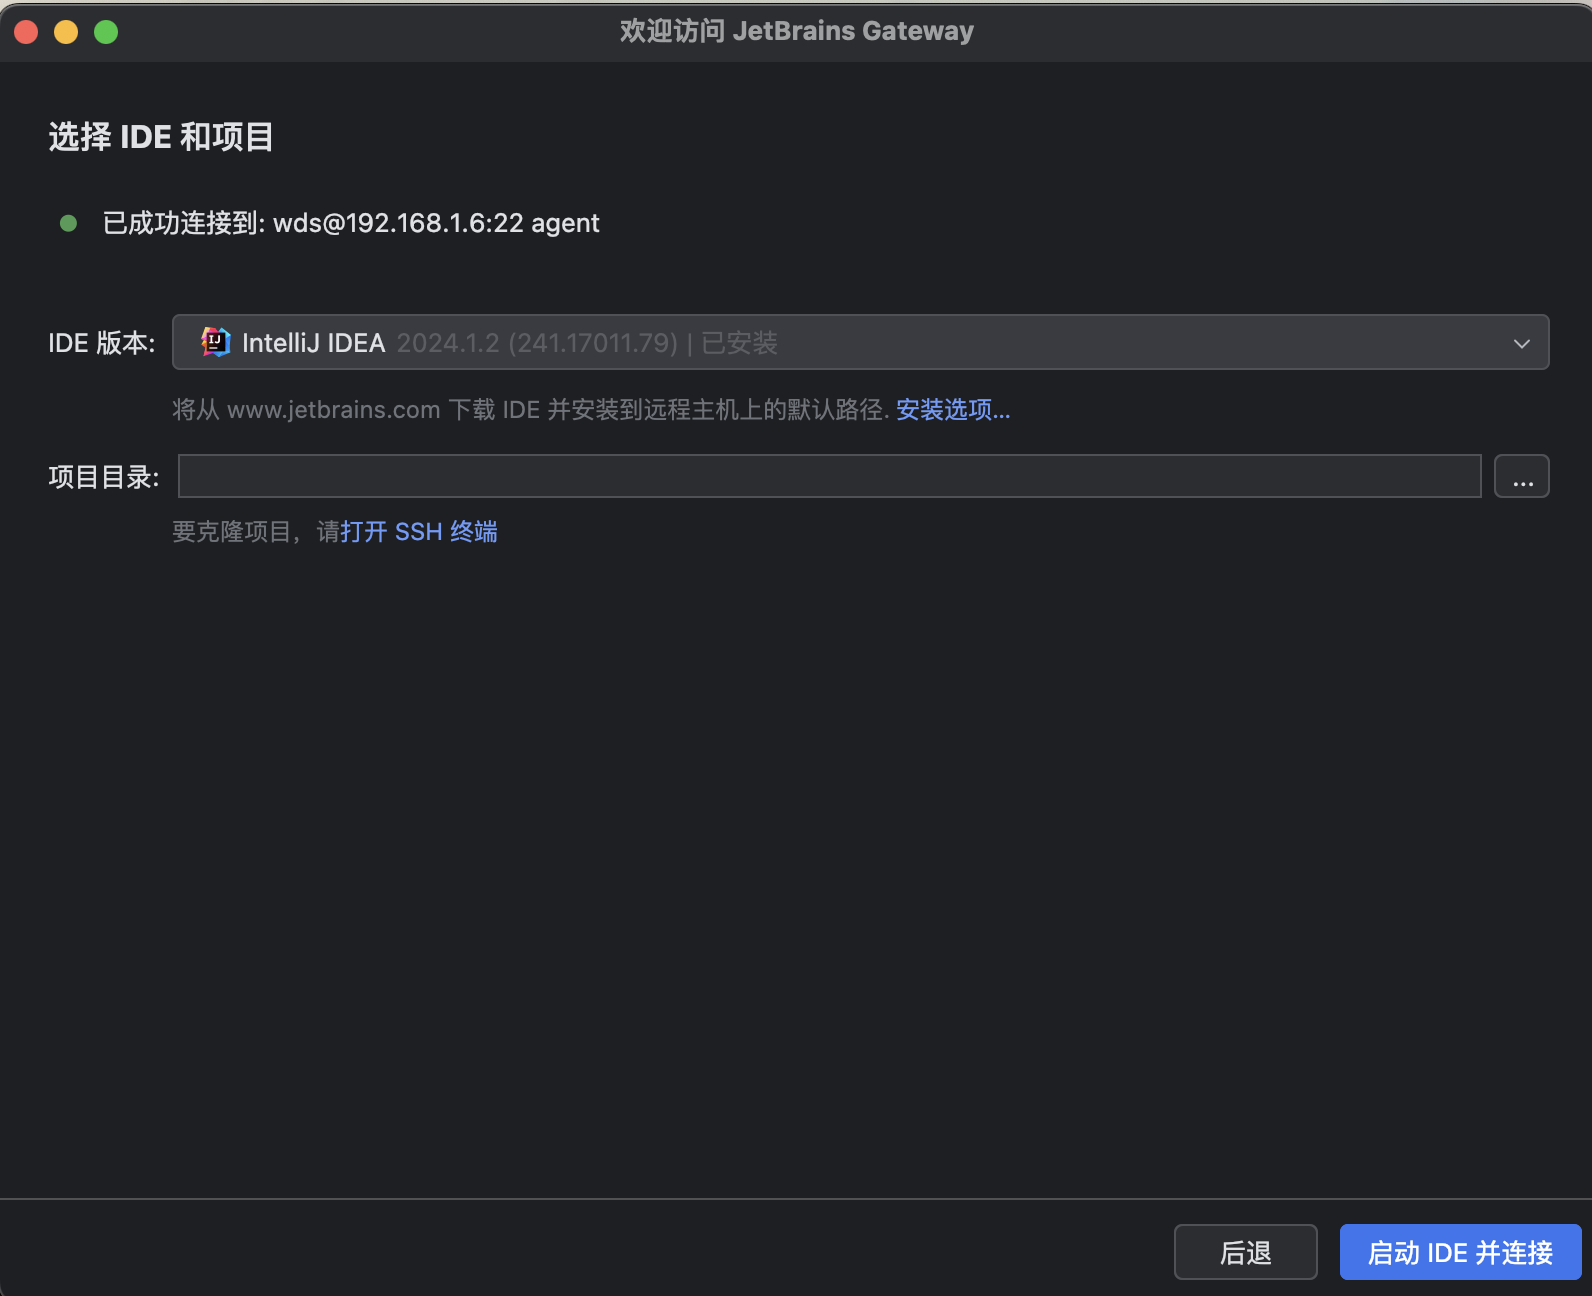 欢迎访问 JetBrains Gateway
选择 IDE 和项目
已成功连接到: wds@192.168.1.6:22 agent
IDE 版本: IntelliJ IDEA 2024.1.2 (241.17011.79) | 已安装
将从 www.jetbrains.com 下载 IDE 并安装到远程主机上的默认路径. 安装选项...
项目目录: ...
要克隆项目，请打开 SSH 终端
后退 启动 IDE 并连接